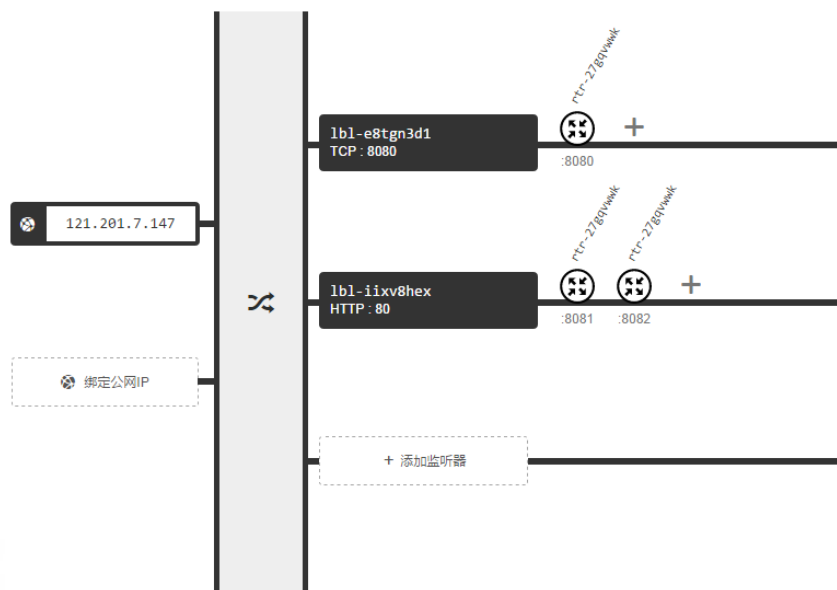 rtr-27gqvwwk
lbl-e8tgn3d1
TCP : 8080
:8080
121.201.7.147
rtr-27gqvwwk
rtr-27gqvwwk
lbl-iixv8hex
HTTP : 80
:8081
:8082
绑定公网IP
+ 添加监听器